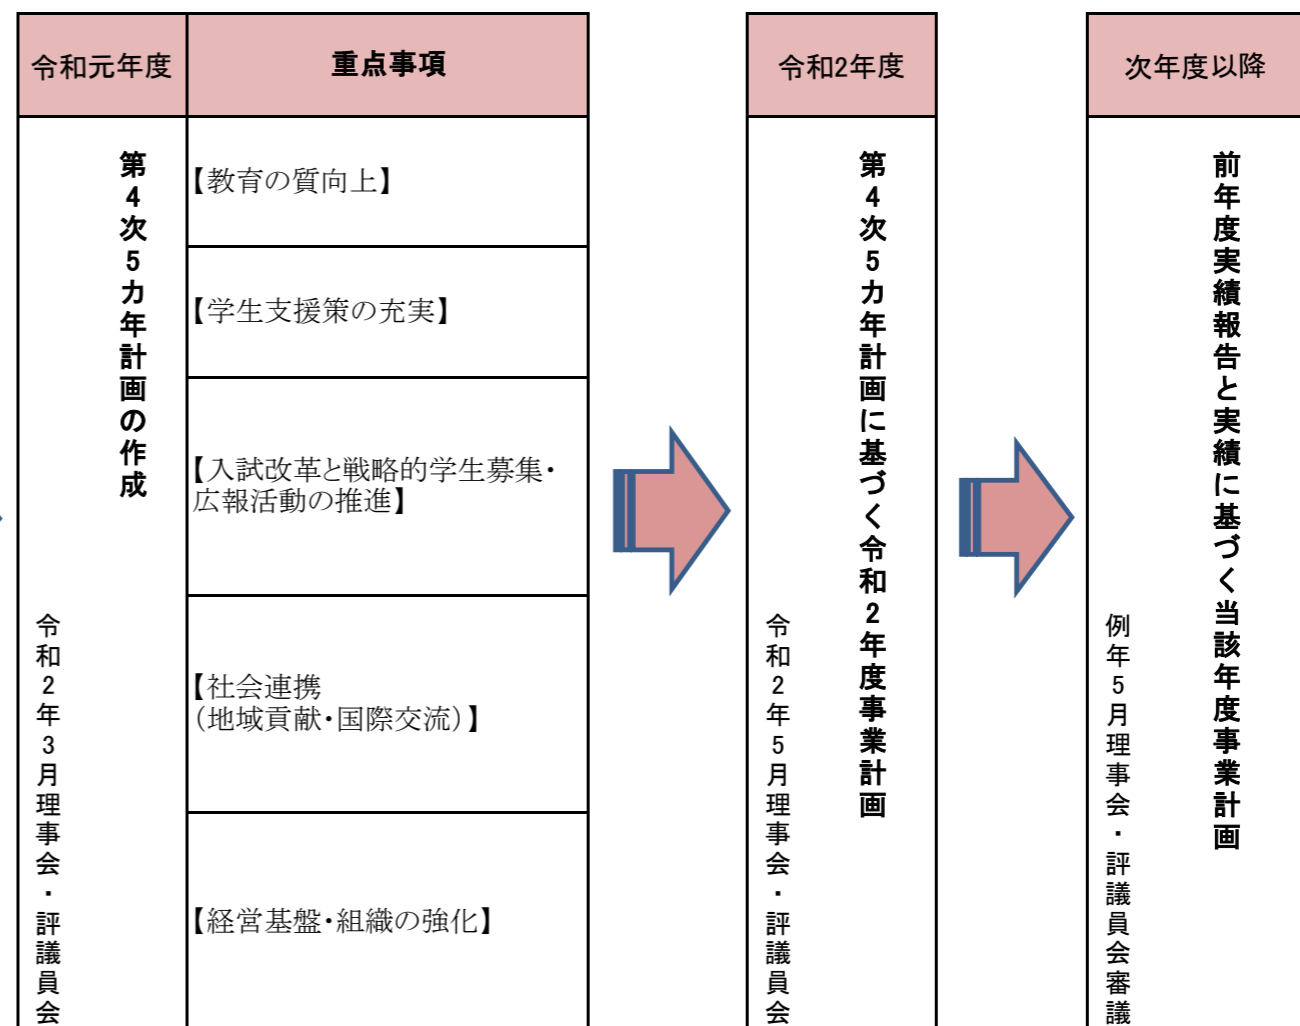 令和元年度
重点事項
令和2年度
次年度以降
第4次5カ年計画の作成
令和2年3月理事会・評議員会
【教育の質向上】
【学生支援策の充実】
【入試改革と戦略的学生募集・
広報活動の推進】
【社会連携
（地域貢献・国際交流）】
【経営基盤・組織の強化】
第4次5カ年計画に基づく令和2年度事業計画
令和2年5月理事会・評議員会
前年度実績報告と実績に基づく当該年度事業計画
例年5月理事会・評議員会審議